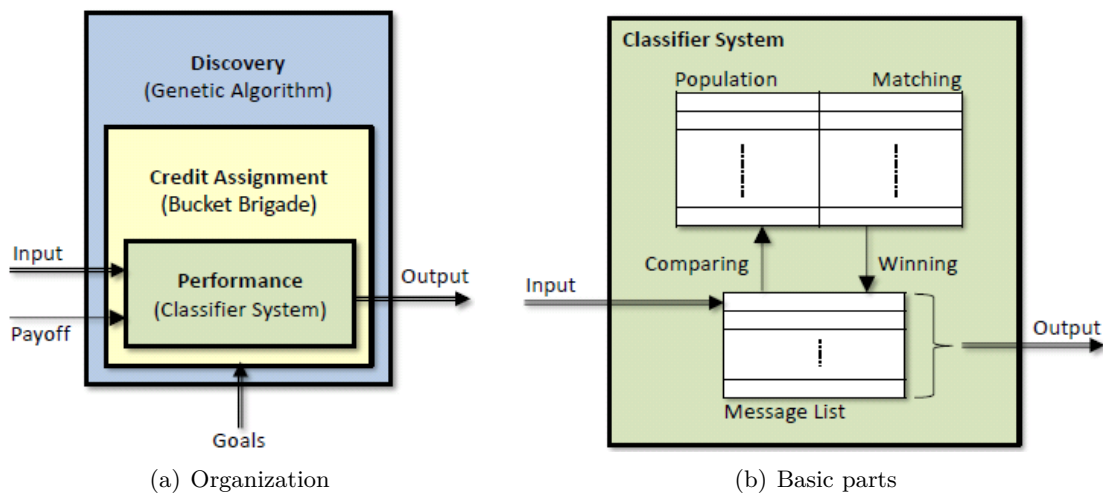 Discovery
(Genetic Algorithm)
Credit Assignment
(Bucket Brigade)
Input
Performance
(Classifier System)
Output
Payoff
Goals
(a) Organization
Classifier System
Population
Matching
Comparing
Winning
Input
Output
Message List
(b) Basic parts